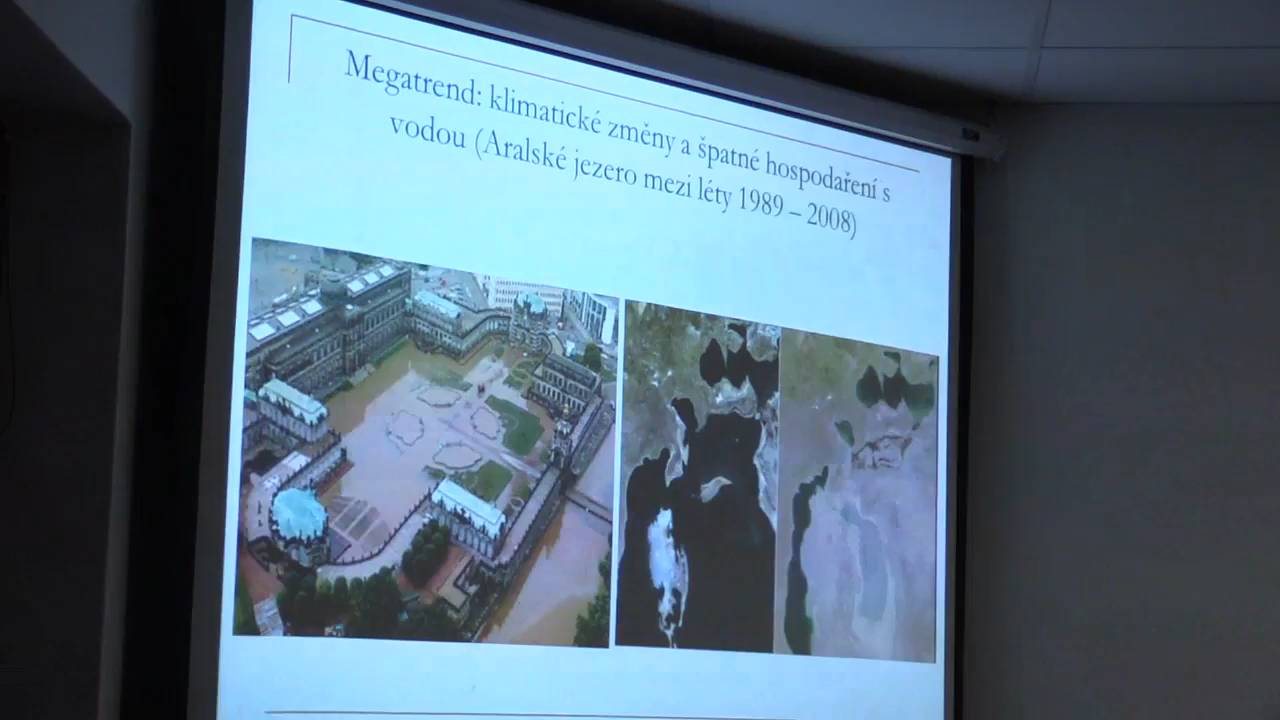 Megatrend: klimatické změny a špatné hospodaření s
vodou (Aralské jezero mezi léty 1989 – 2008)